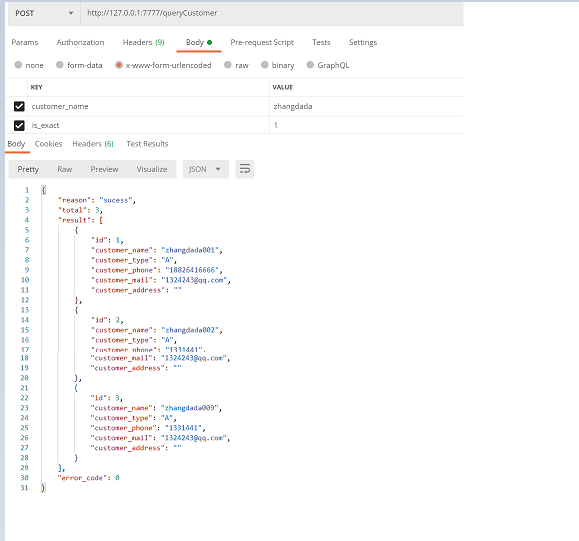 POST http://127.0.0.1:7777/queryCustomer
Params Authorization Headers (9) Body Pre-request Script Tests Settings
none form-data x-www-form-urlencoded raw binary GraphQL
KEY VALUE
customer_name zhangdada
is_exact 1
Body Cookies Headers (6) Test Results
Pretty Raw Preview Visualize JSON
1 {
2 "reason": "sucess",
3 "total": 3,
4 "result": [
5 {
6 "id": 1,
7 "customer_name": "zhangdada001",
8 "customer_type": "A",
9 "customer_phone": "18826416666",
10 "customer_mail": "1324243@qq.com",
11 "customer_address": ""
12 },
13 {
14 "id": 2,
15 "customer_name": "zhangdada002",
16 "customer_type": "A",
17 "customer_phone": "1331441",
18 "customer_mail": "1324243@qq.com",
19 "customer_address": ""
20 },
21 {
22 "id": 3,
23 "customer_name": "zhangdada009",
24 "customer_type": "A",
25 "customer_phone": "1331441",
26 "customer_mail": "1324243@qq.com",
27 "customer_address": ""
28 }
29 ],
30 "error_code": 0
31 }